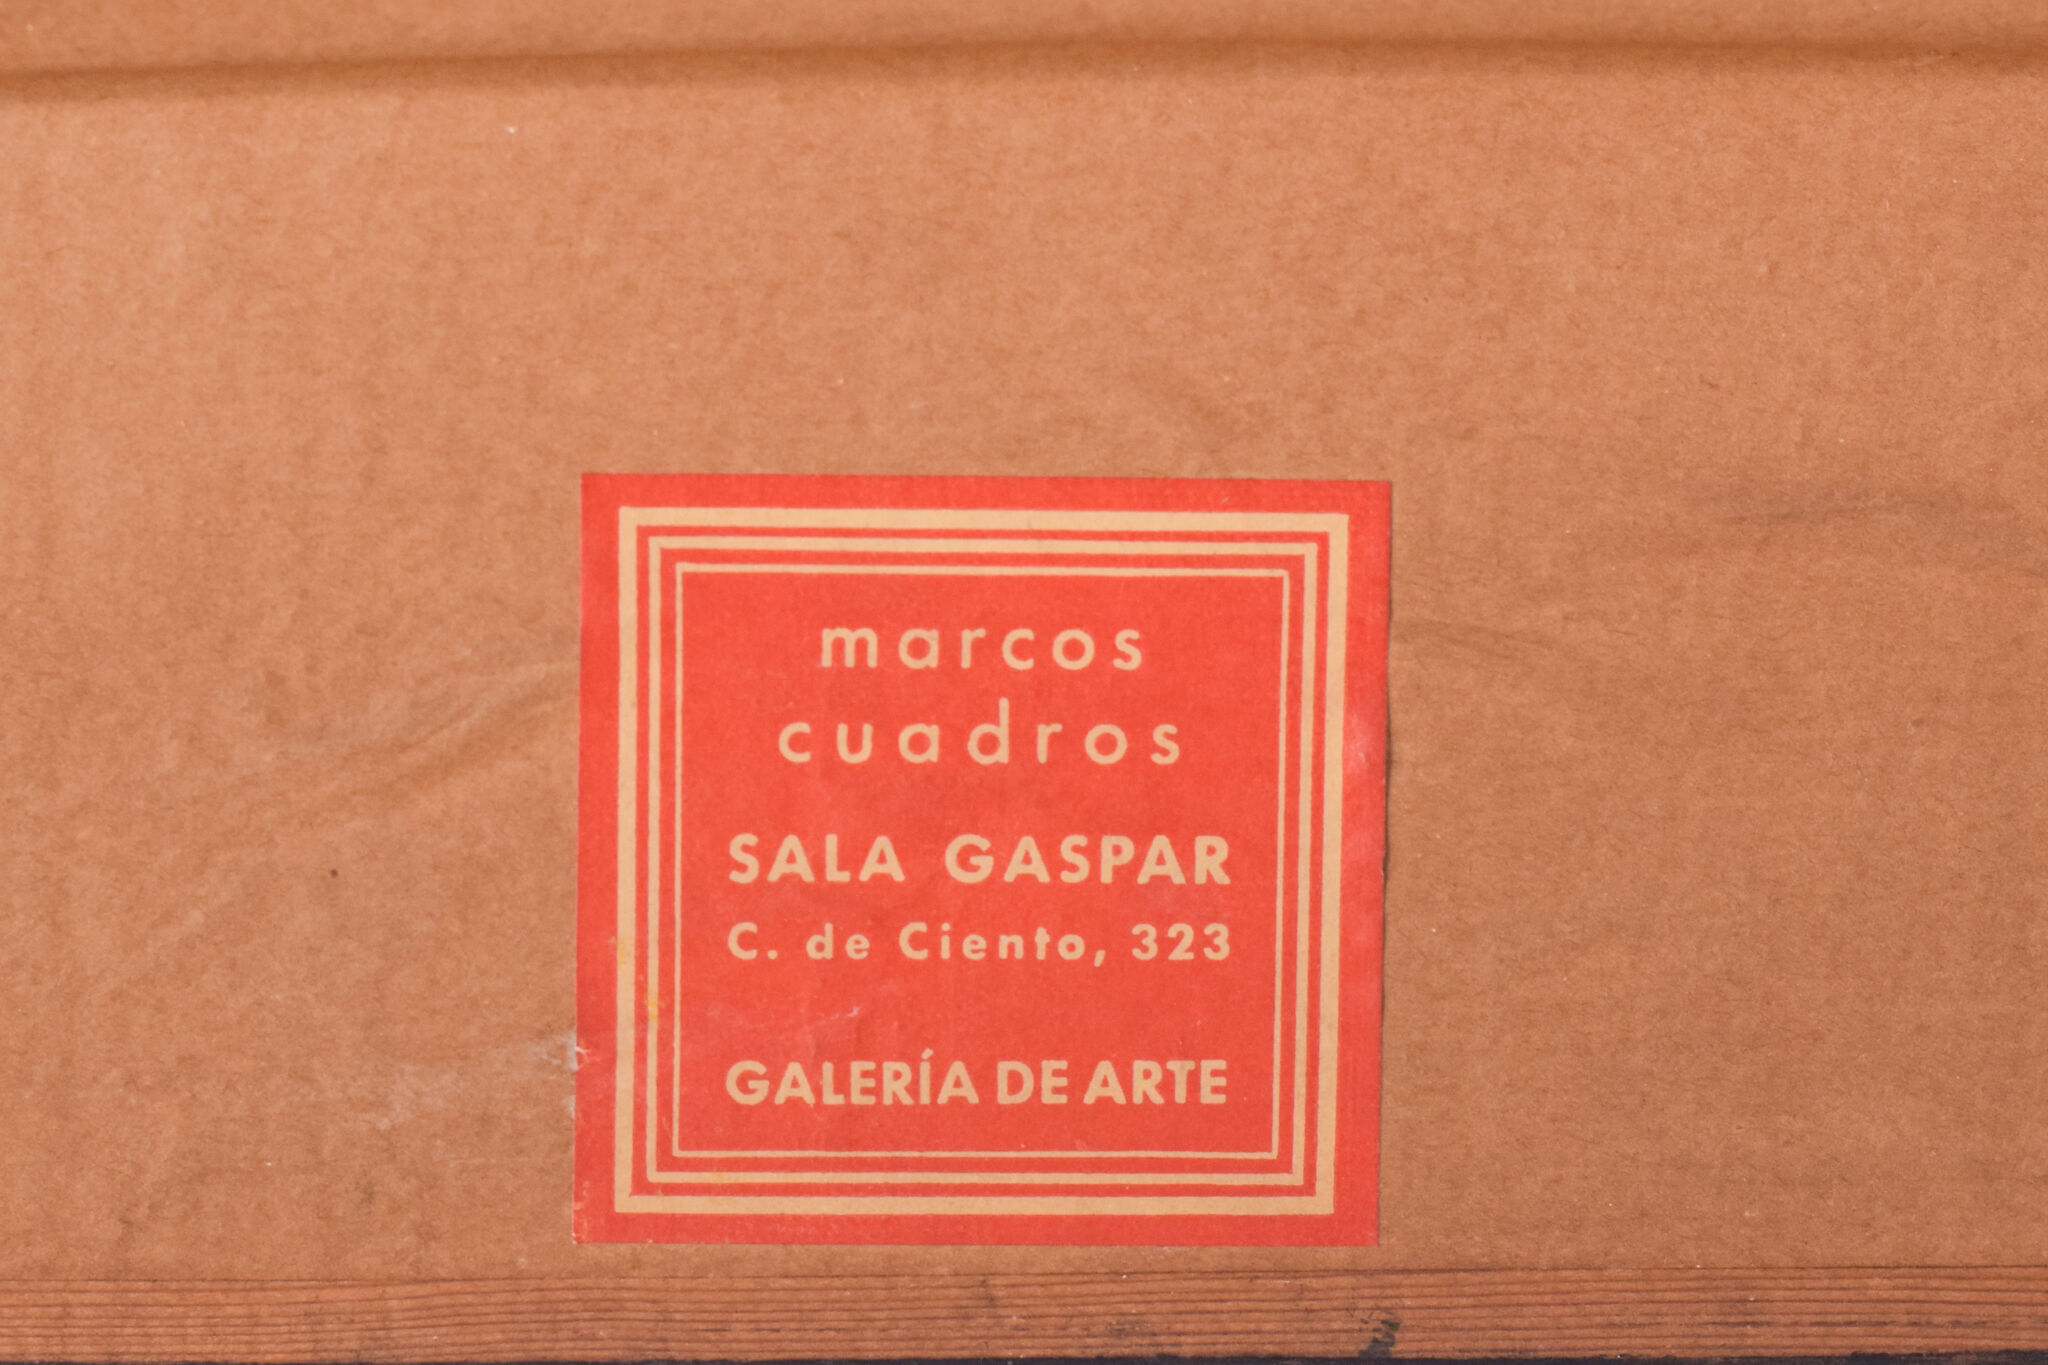 marcos
cuadros
SALA GASPAR
C. de Ciento, 323
GALERÍA DE ARTE